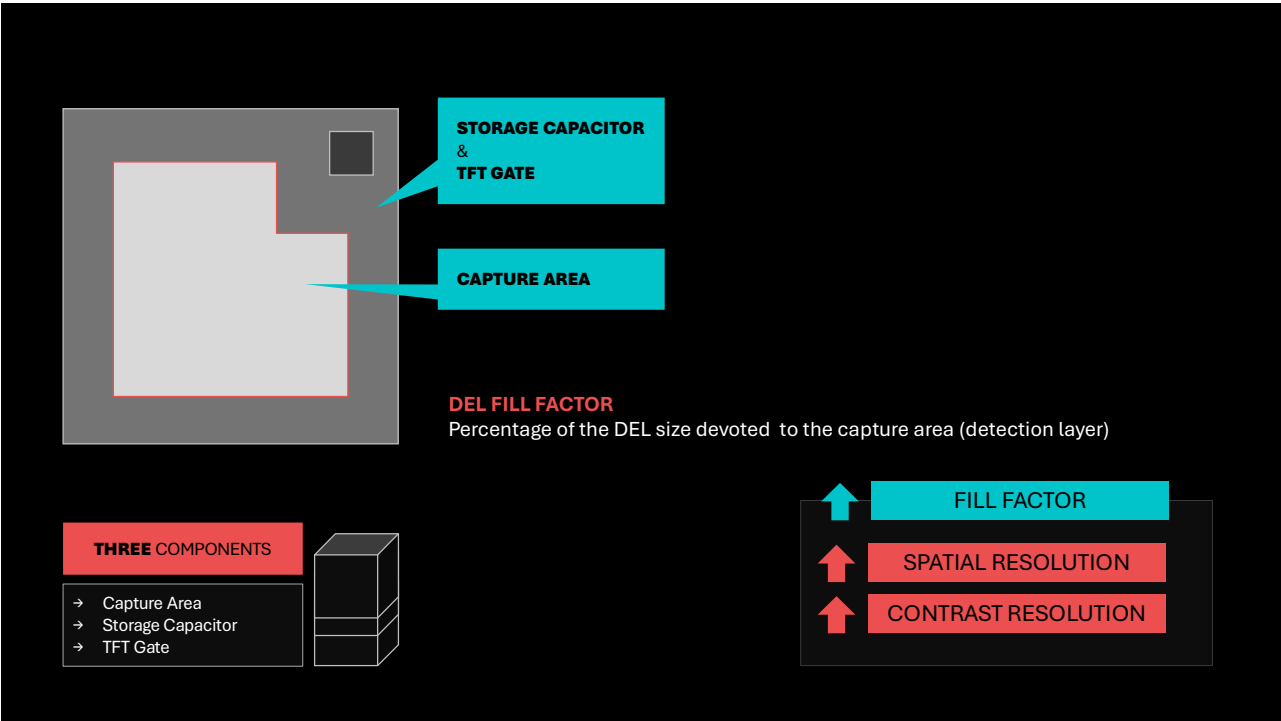 STORAGE CAPACITOR
&
TFT GATE
CAPTURE AREA
DEL FILL FACTOR
Percentage of the DEL size devoted  to the capture area (detection layer)
THREE COMPONENTS
→ Capture Area
→ Storage Capacitor
→ TFT Gate
FILL FACTOR
SPATIAL RESOLUTION
CONTRAST RESOLUTION